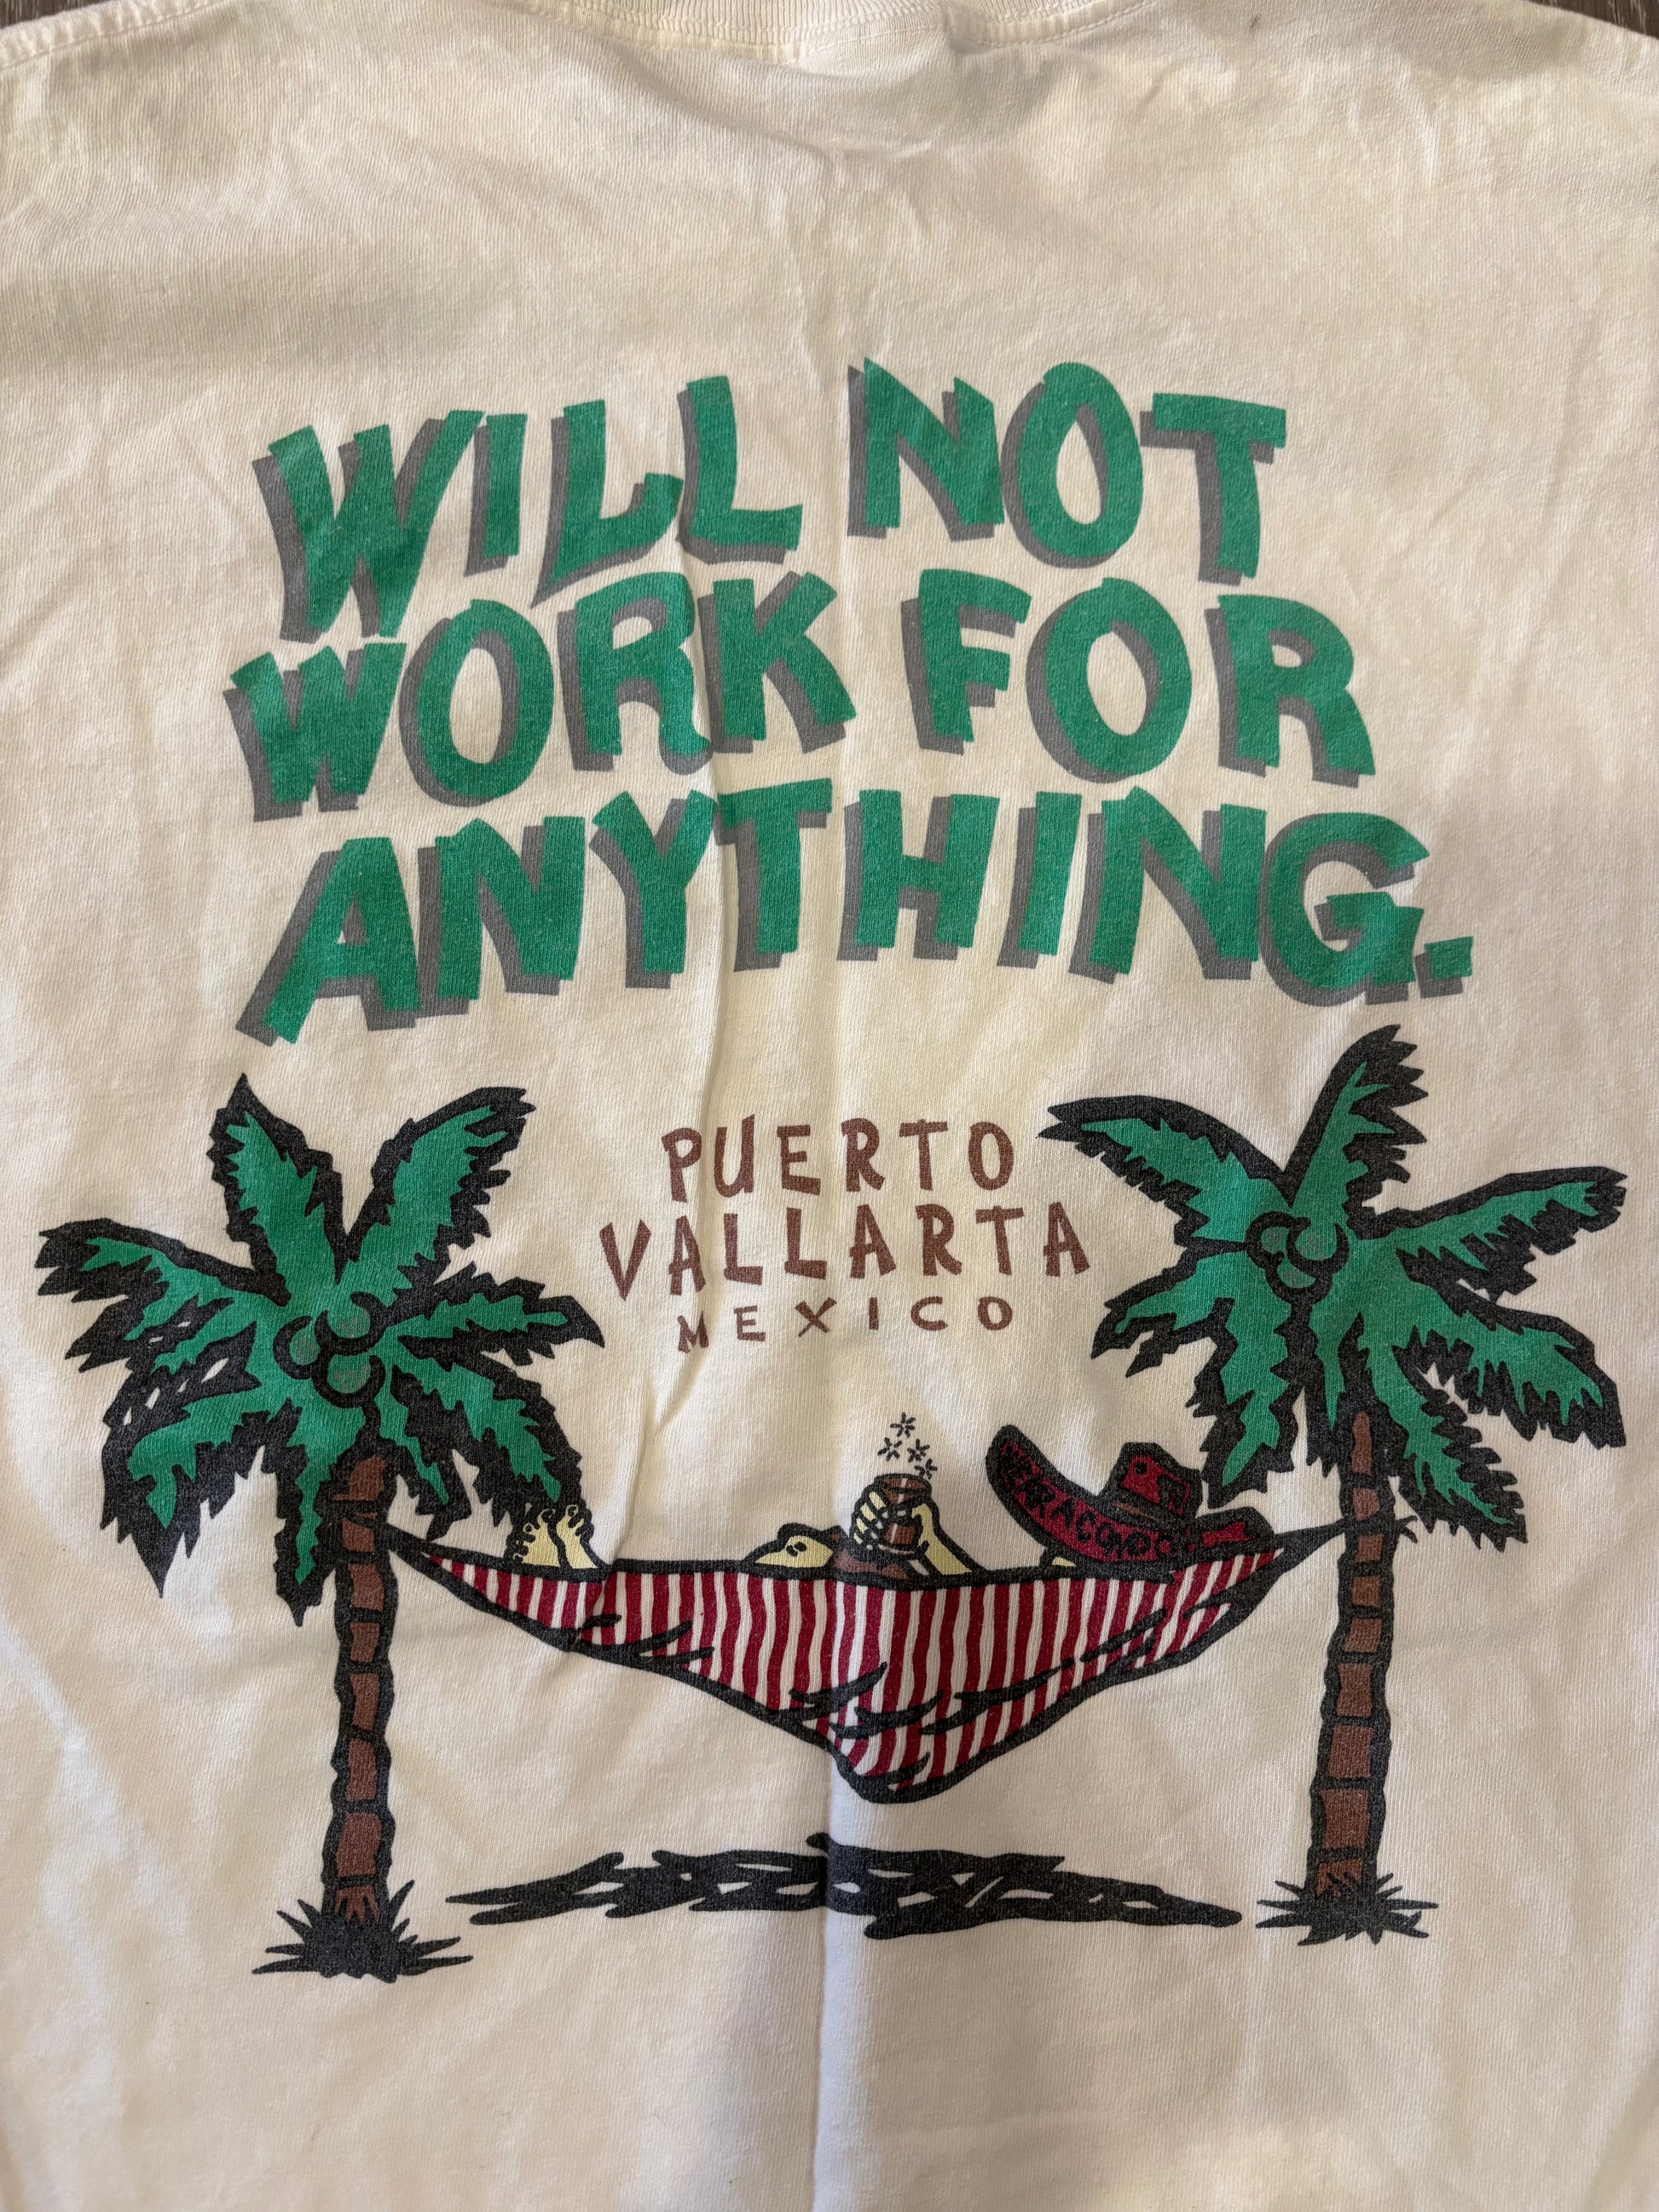 WILL NOT
WORK FOR
ANYTHING.
PUERTO
VALLARTA
MEXICO